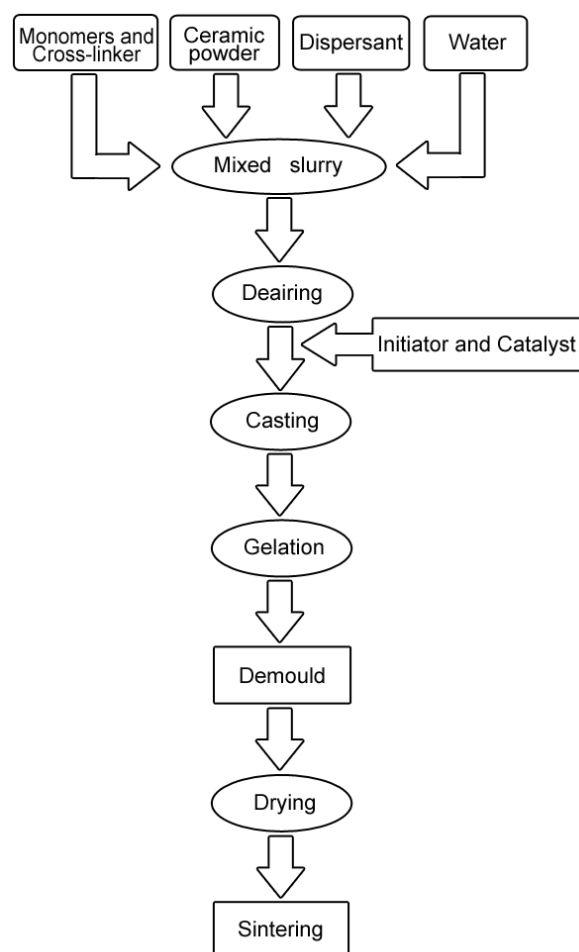 Monomers and
Cross-linker
Ceramic
powder
Dispersant
Water
Mixed slurry
Deairing
Initiator and Catalyst
Casting
Gelation
Demould
Drying
Sintering